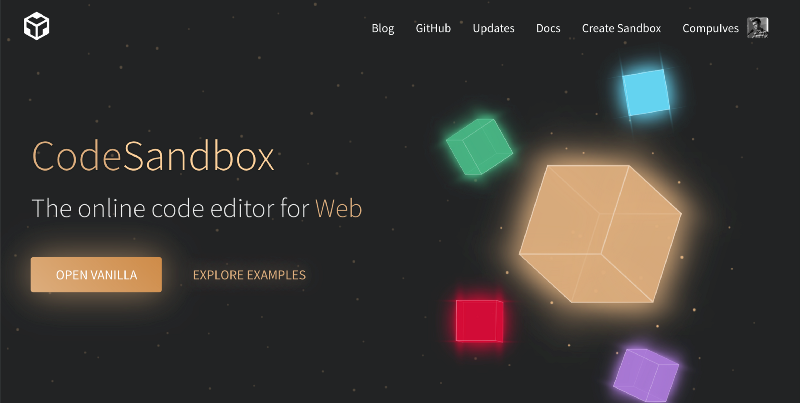 Blog GitHub Updates Docs Create Sandbox Compulves
CodeSandbox
The online code editor for Web
OPEN VANILLA EXPLORE EXAMPLES